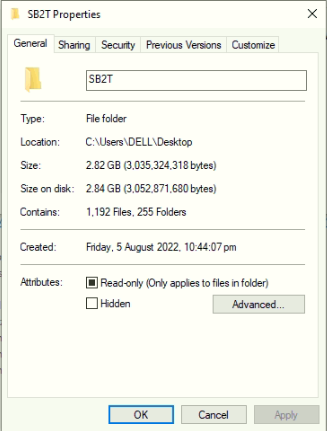 SB2T Properties
General Sharing Security Previous Versions Customize
SB2T
Type: File folder
Location: C:\Users\DELL\Desktop
Size: 2.82 GB (3,035,324,318 bytes)
Size on disk: 2.84 GB (3,052,871,680 bytes)
Contains: 1,192 Files, 255 Folders
Created: Friday, 5 August 2022, 10:44:07 pm
Attributes: Read-only (Only applies to files in folder)
Hidden Advanced...
OK Cancel Apply